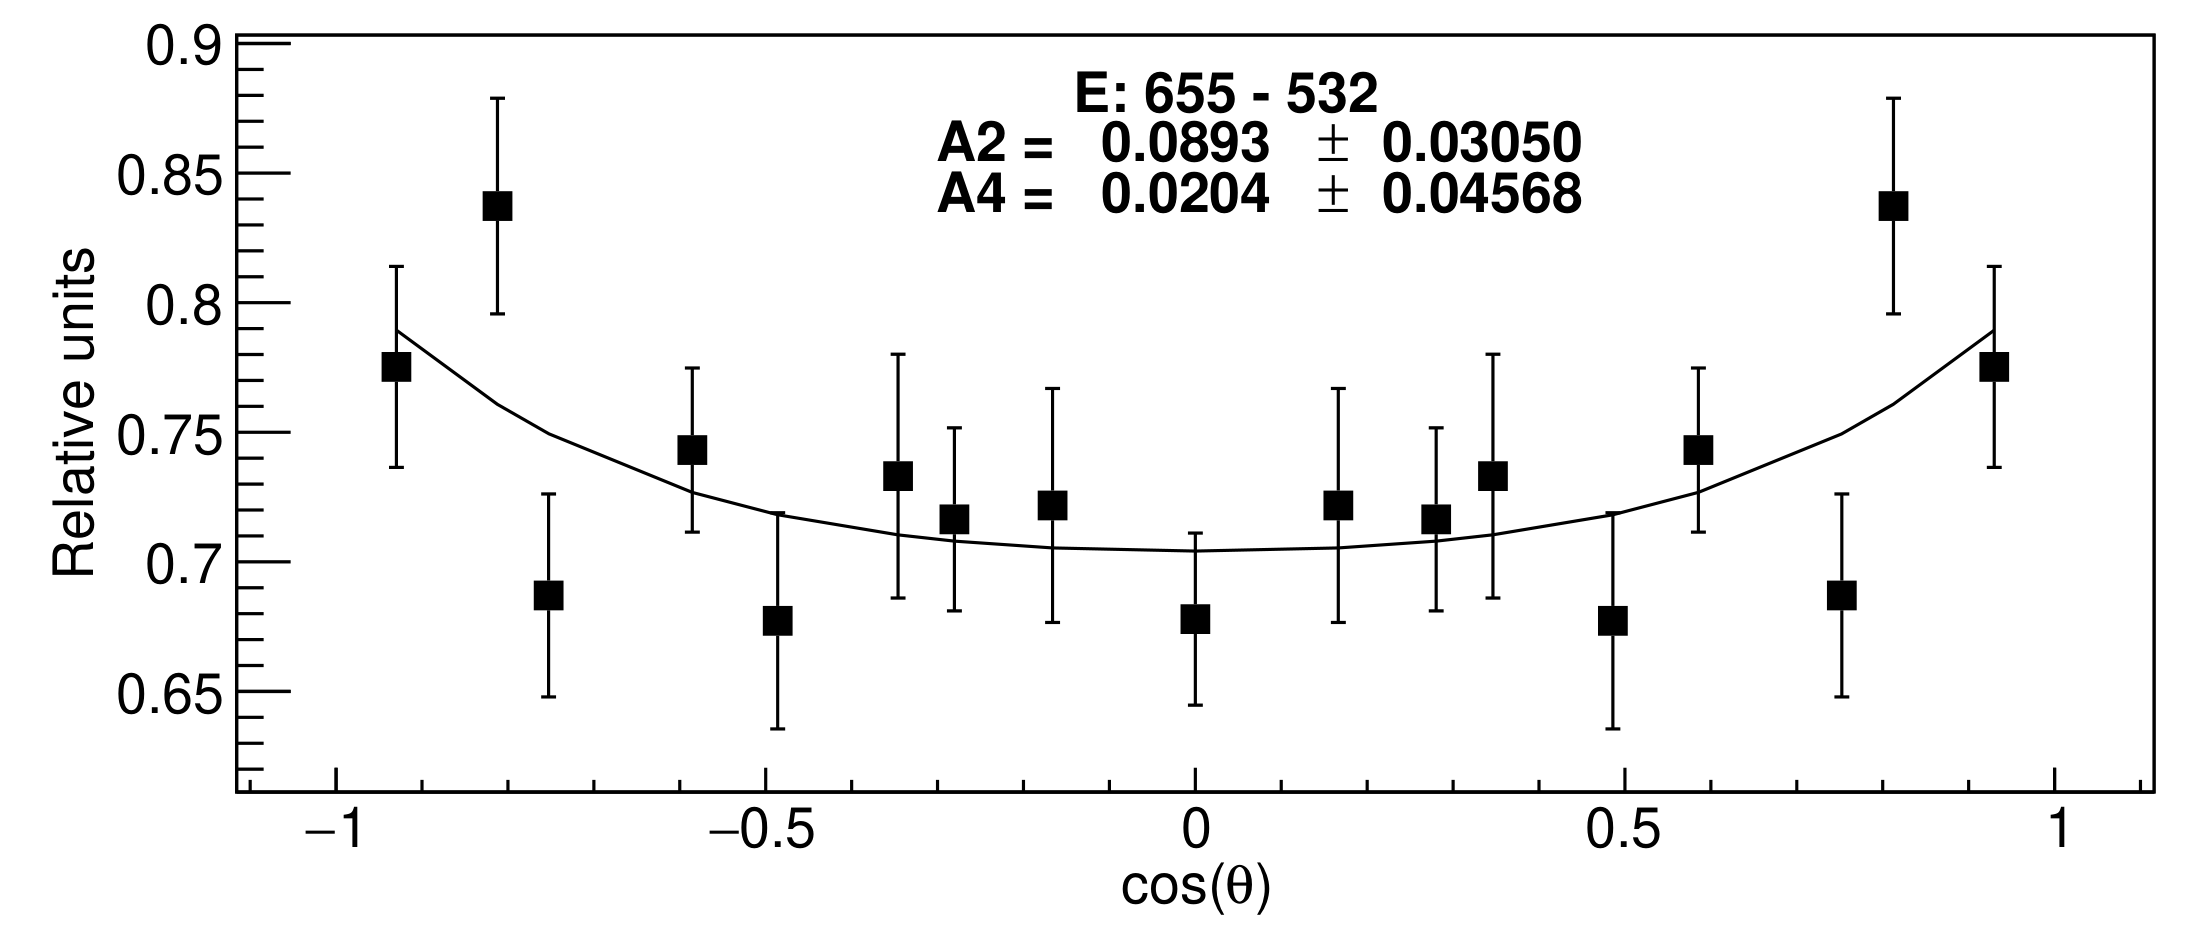 E: 655 - 532
A2 = 0.0893 ± 0.03050
A4 = 0.0204 ± 0.04568
Relative units
0.9
0.85
0.8
0.75
0.7
0.65
−1 −0.5 0 0.5 1
cos(θ)